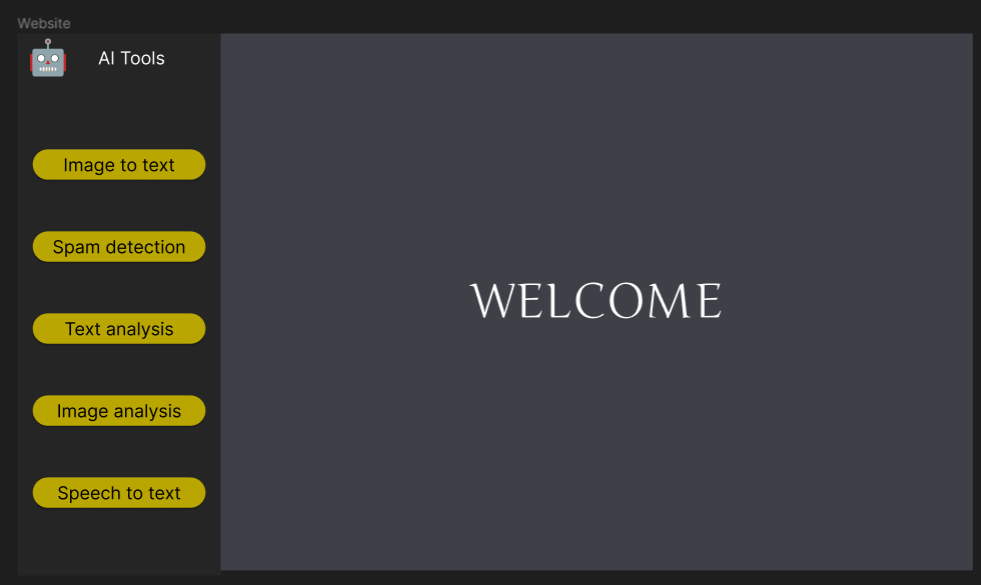 Website
AI Tools
Image to text
Spam detection
Text analysis
Image analysis
Speech to text
WELCOME